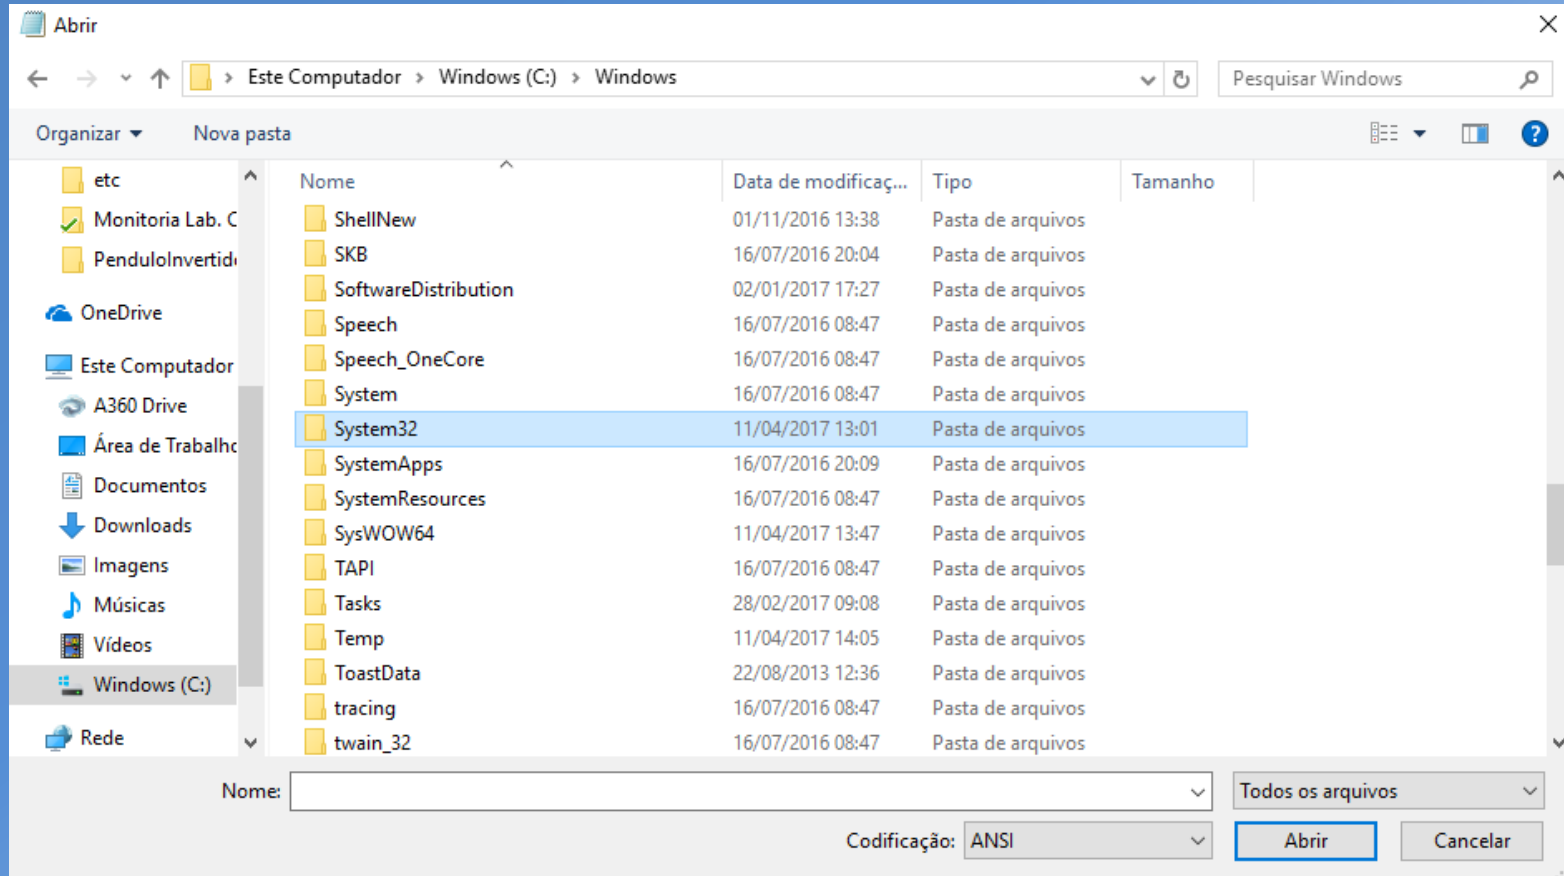 Abrir
Este Computador > Windows (C:) > Windows
Pesquisar Windows
Organizar
Nova pasta
etc
Monitoria Lab. C
PenduloInvertid
OneDrive
Este Computador
A360 Drive
Área de Trabalho
Documentos
Downloads
Imagens
Músicas
Vídeos
Windows (C:)
Rede
Nome Data de modificaç... Tipo Tamanho
ShellNew 01/11/2016 13:38 Pasta de arquivos
SKB 16/07/2016 20:04 Pasta de arquivos
SoftwareDistribution 02/01/2017 17:27 Pasta de arquivos
Speech 16/07/2016 08:47 Pasta de arquivos
Speech_OneCore 16/07/2016 08:47 Pasta de arquivos
System 16/07/2016 08:47 Pasta de arquivos
System32 11/04/2017 13:01 Pasta de arquivos
SystemApps 16/07/2016 20:09 Pasta de arquivos
SystemResources 16/07/2016 08:47 Pasta de arquivos
SysWOW64 11/04/2017 13:47 Pasta de arquivos
TAPI 16/07/2016 08:47 Pasta de arquivos
Tasks 28/02/2017 09:08 Pasta de arquivos
Temp 11/04/2017 14:05 Pasta de arquivos
ToastData 22/08/2013 12:36 Pasta de arquivos
tracing 16/07/2016 08:47 Pasta de arquivos
twain_32 16/07/2016 08:47 Pasta de arquivos
Nome:
Todos os arquivos
Codificação: ANSI
Abrir
Cancelar